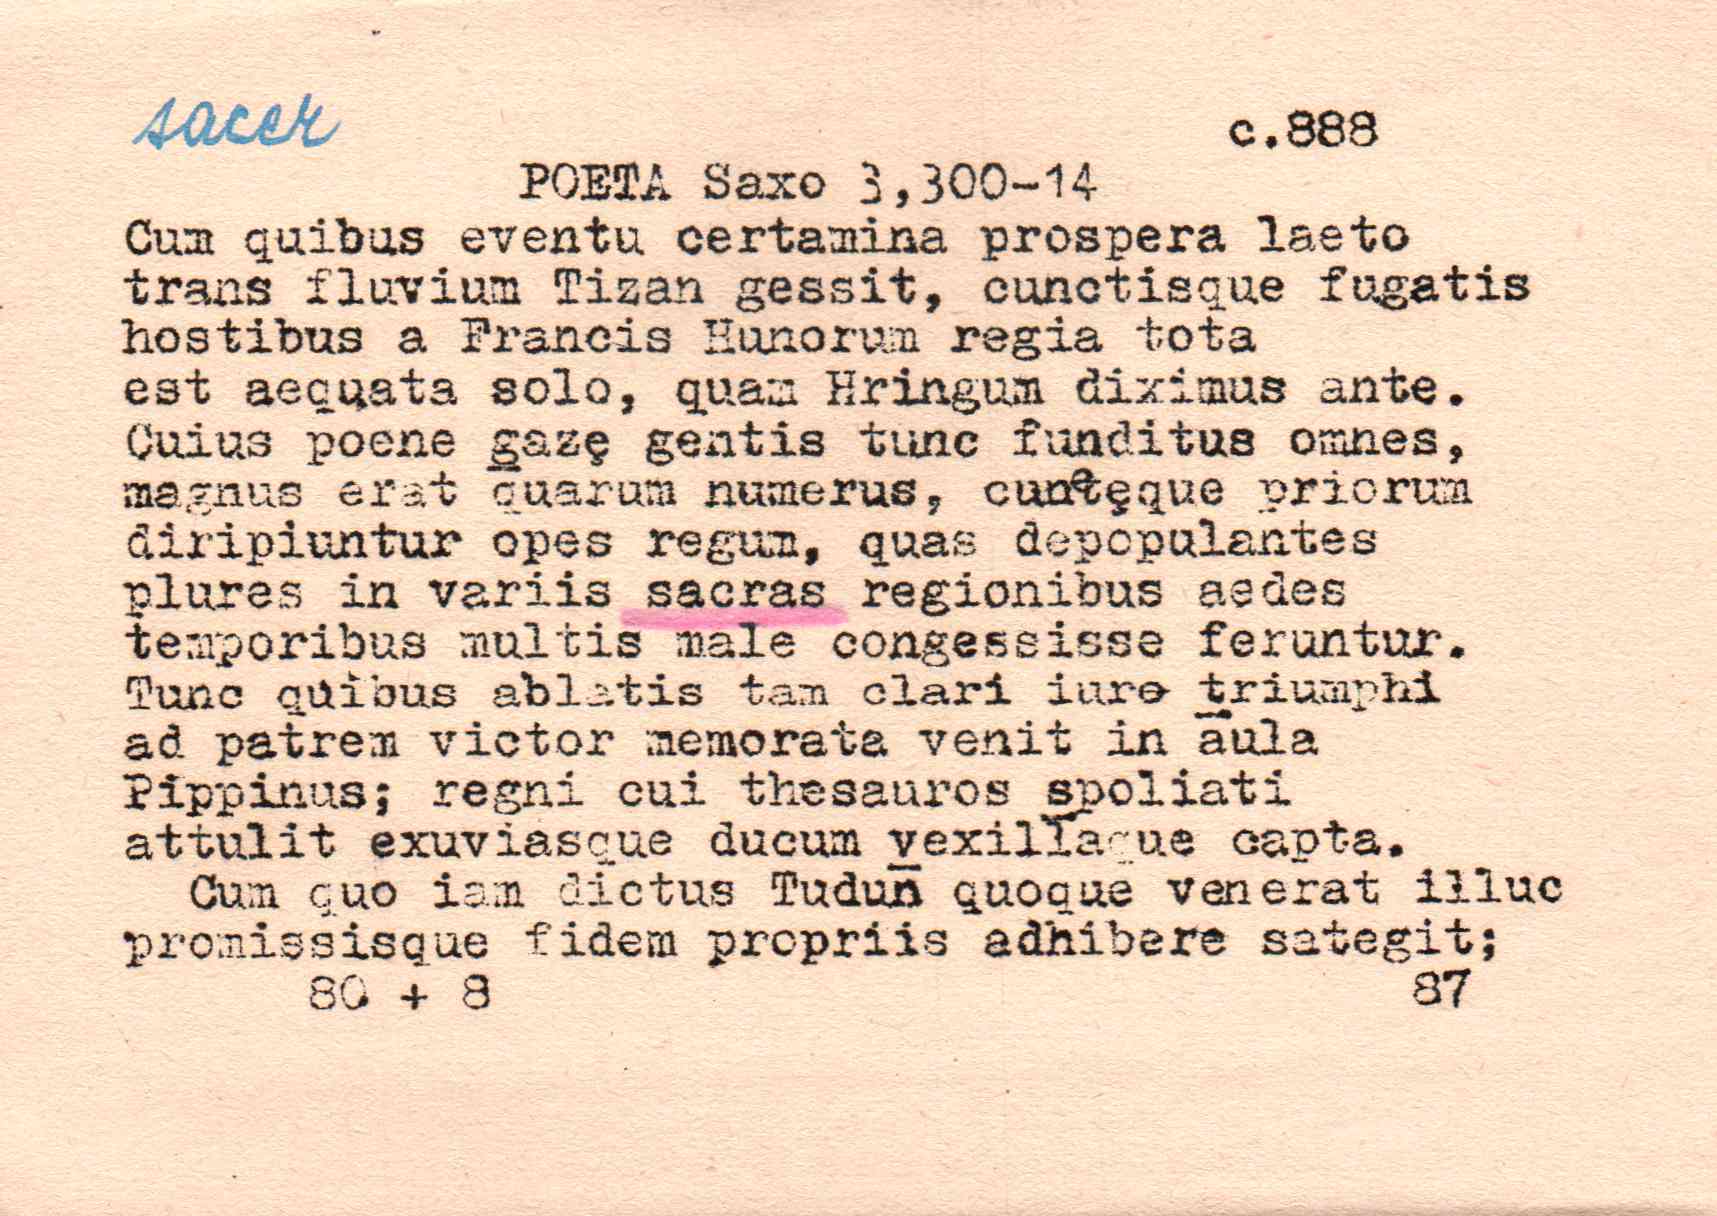 sacer
c.888
POETA Saxo 3,300-14
Cum quibus eventu certamina prospera laeto
trans fluvium Tizan gessit, cunctisque fugatis
hostibus a Francis Hunorum regia tota
est aequata solo, quam Hringum diximus ante.
Cuius poene gazę gentis tunc funditus omnes,
magnus erat quarum numerus, cunctęque priorum
diripiuntur opes regum, quas depopulantes
plures in variis sacras regionibus aedes
temporibus multis male congessisse feruntur.
Tunc quibus ablatis tam clari iure triumphi
ad patrem victor memorata venit in aula
Pippinus; regni cui thesauros spoliati
attulit exuviasque ducum vexillaque capta.
Cum quo iam dictus Tudun quoque venerat illuc
promissisque fidem propriis adhibere sategit;
80 + 8 87